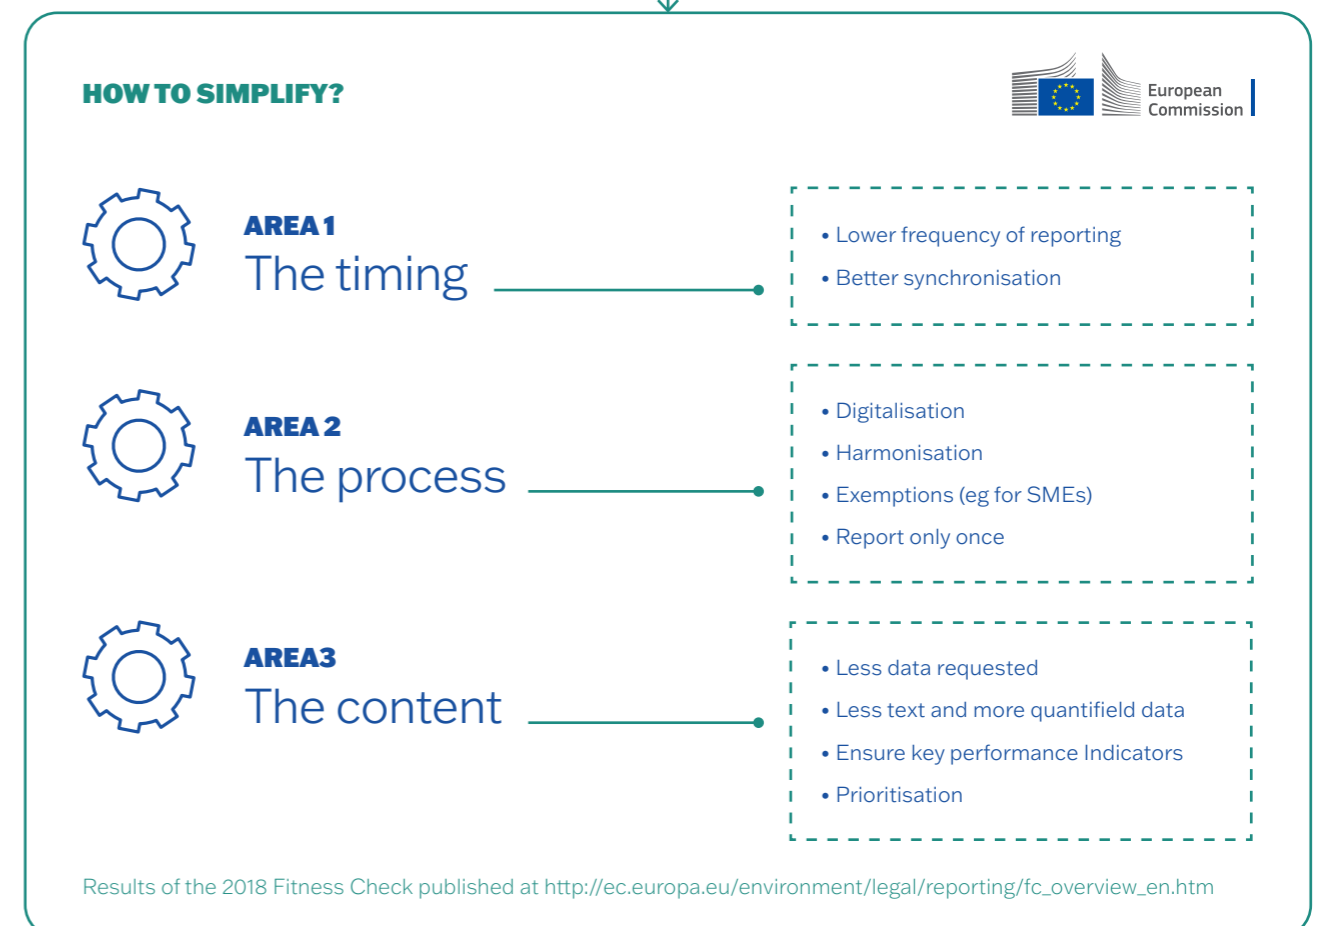 HOW TO SIMPLIFY?
European
Commission
AREA 1
The timing
• Lower frequency of reporting
• Better synchronisation
AREA 2
The process
• Digitalisation
• Harmonisation
• Exemptions (eg for SMEs)
• Report only once
AREA3
The content
• Less data requested
• Less text and more quantifield data
• Ensure key performance Indicators
• Prioritisation
Results of the 2018 Fitness Check published at http://ec.europa.eu/environment/legal/reporting/fc_overview_en.htm